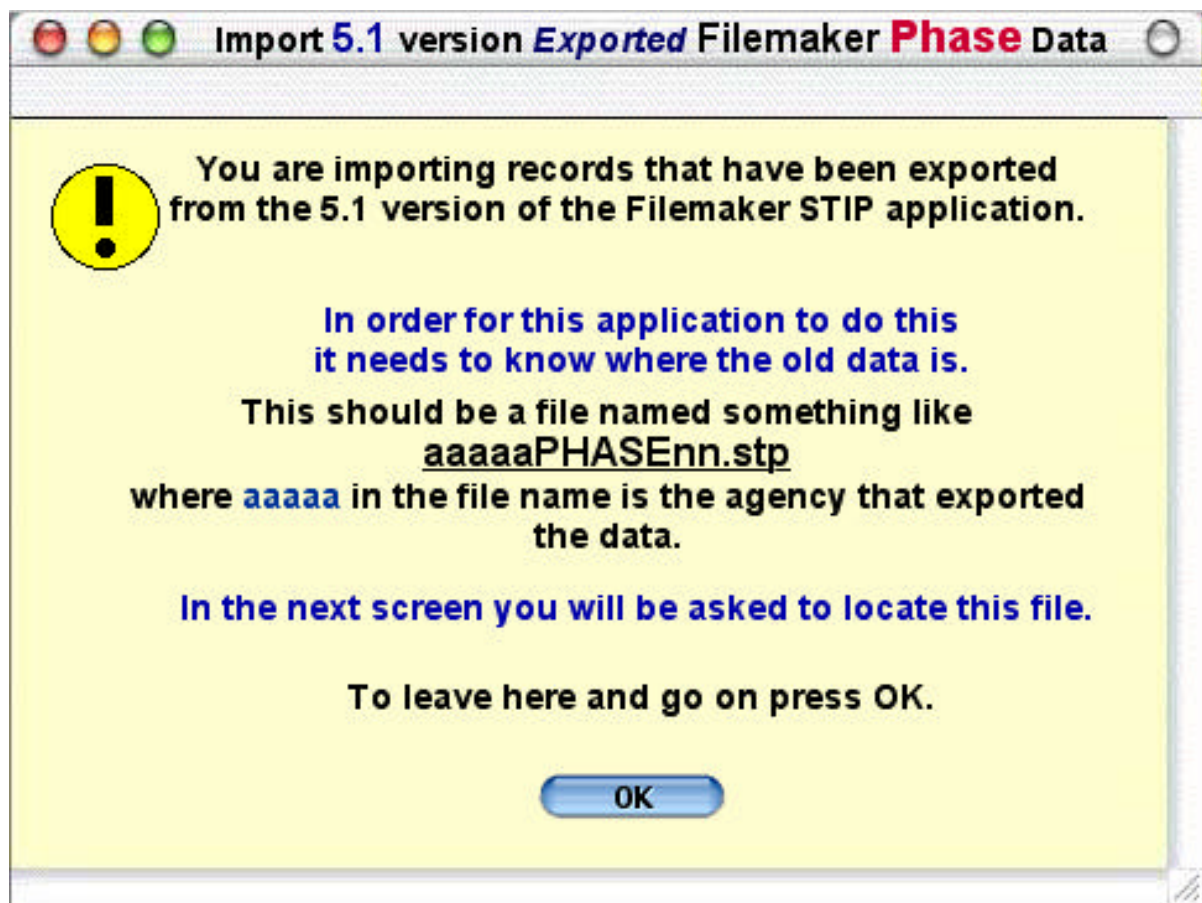 Import 5.1 version Exported Filemaker Phase Data
You are importing records that have been exported
from the 5.1 version of the Filemaker STIP application.
In order for this application to do this
it needs to know where the old data is.
This should be a file named something like
aaaaaPHASEnn.stp
where aaaaa in the file name is the agency that exported
the data.
In the next screen you will be asked to locate this file.
To leave here and go on press OK.
OK